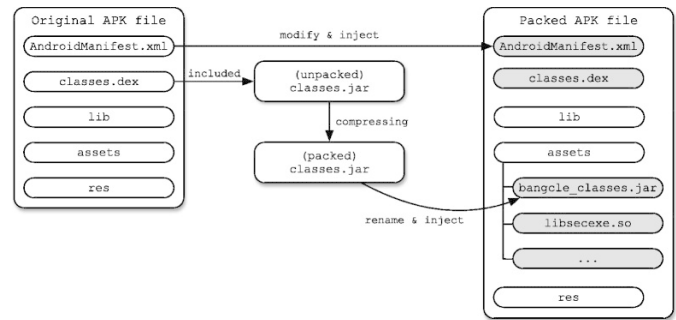 Original APK file
AndroidManifest.xml
classes.dex
lib
assets
res
modify & inject
included
(unpacked)
classes.jar
compressing
(packed)
classes.jar
rename & inject
Packed APK file
AndroidManifest.xml
classes.dex
lib
assets
bangcle_classes.jar
libsecexe.so
...
res